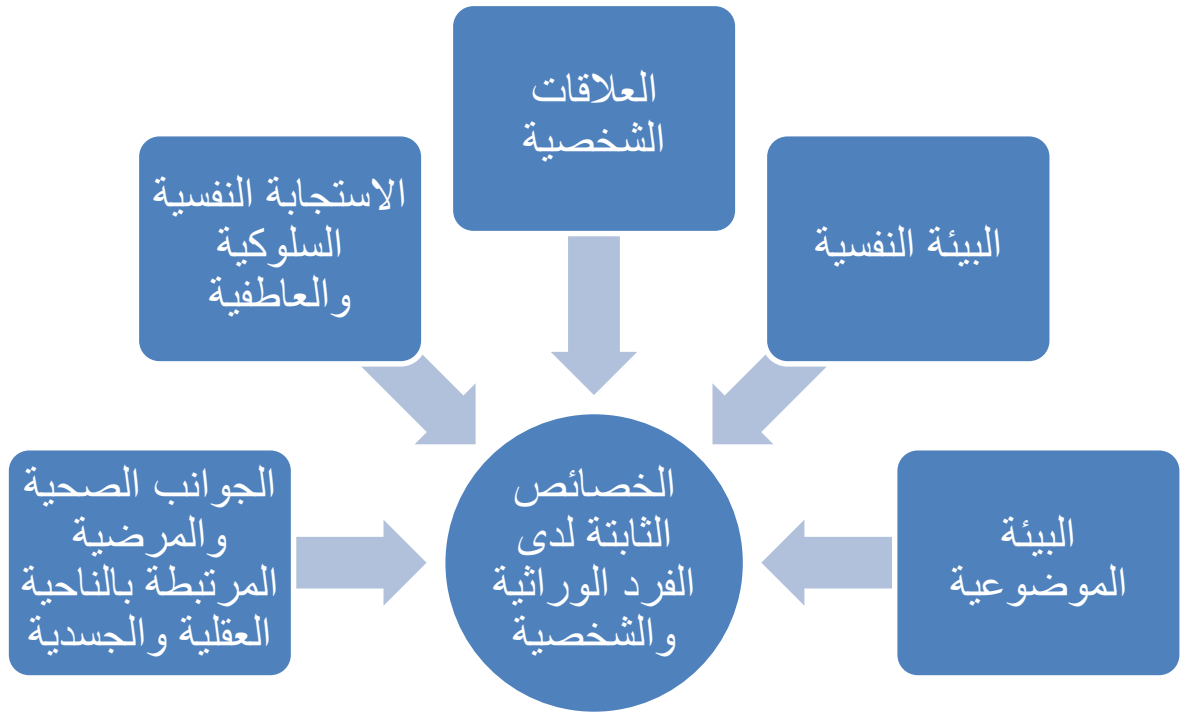 العلاقات
الشخصية
البيئة النفسية
الاستجابة النفسية
السلوكية
والعاطفية
البيئة
الموضوعية
الخصائص
الثابتة لدى
الفرد الوراثية
والشخصية
الجوانب الصحية
والمرضية
المرتبطة بالناحية
العقلية والجسدية